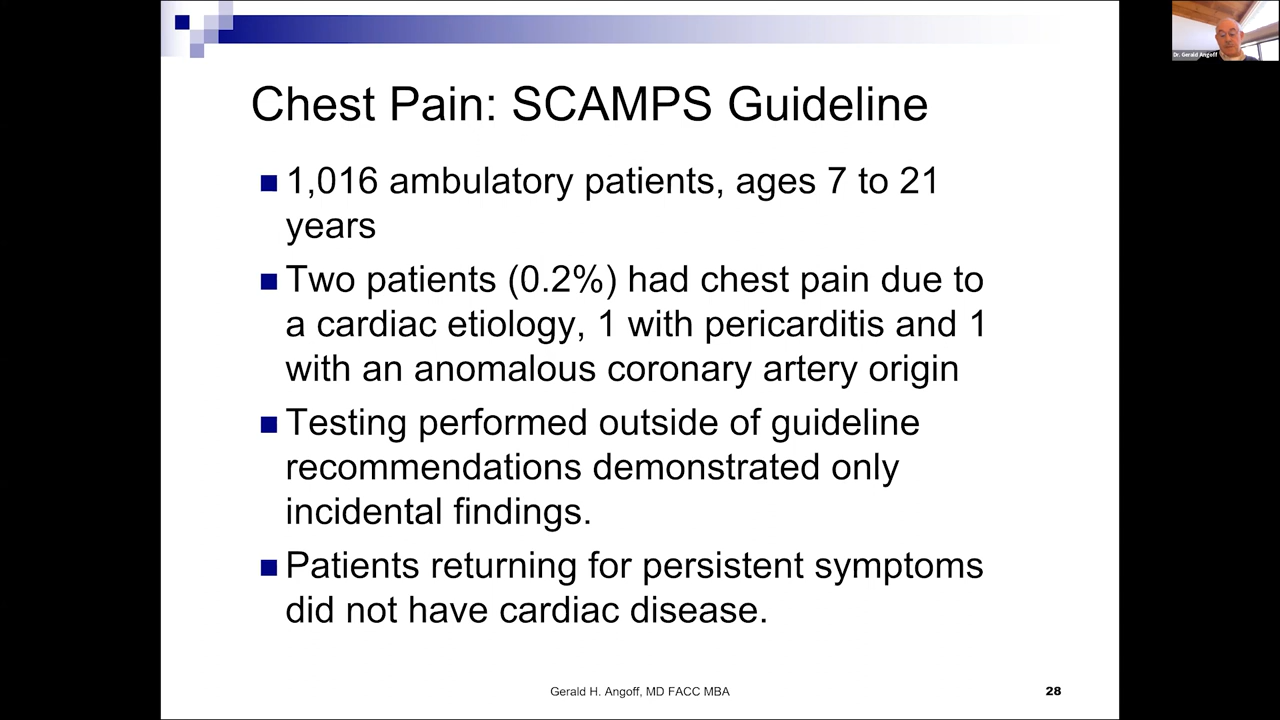 Dr. Gerald Angoff
Chest Pain: SCAMPS Guideline
1,016 ambulatory patients, ages 7 to 21
years
Two patients (0.2%) had chest pain due to
a cardiac etiology, 1 with pericarditis and 1
with an anomalous coronary artery origin
Testing performed outside of guideline
recommendations demonstrated only
incidental findings.
Patients returning for persistent symptoms
did not have cardiac disease.
Gerald H. Angoff, MD FACC MBA
28